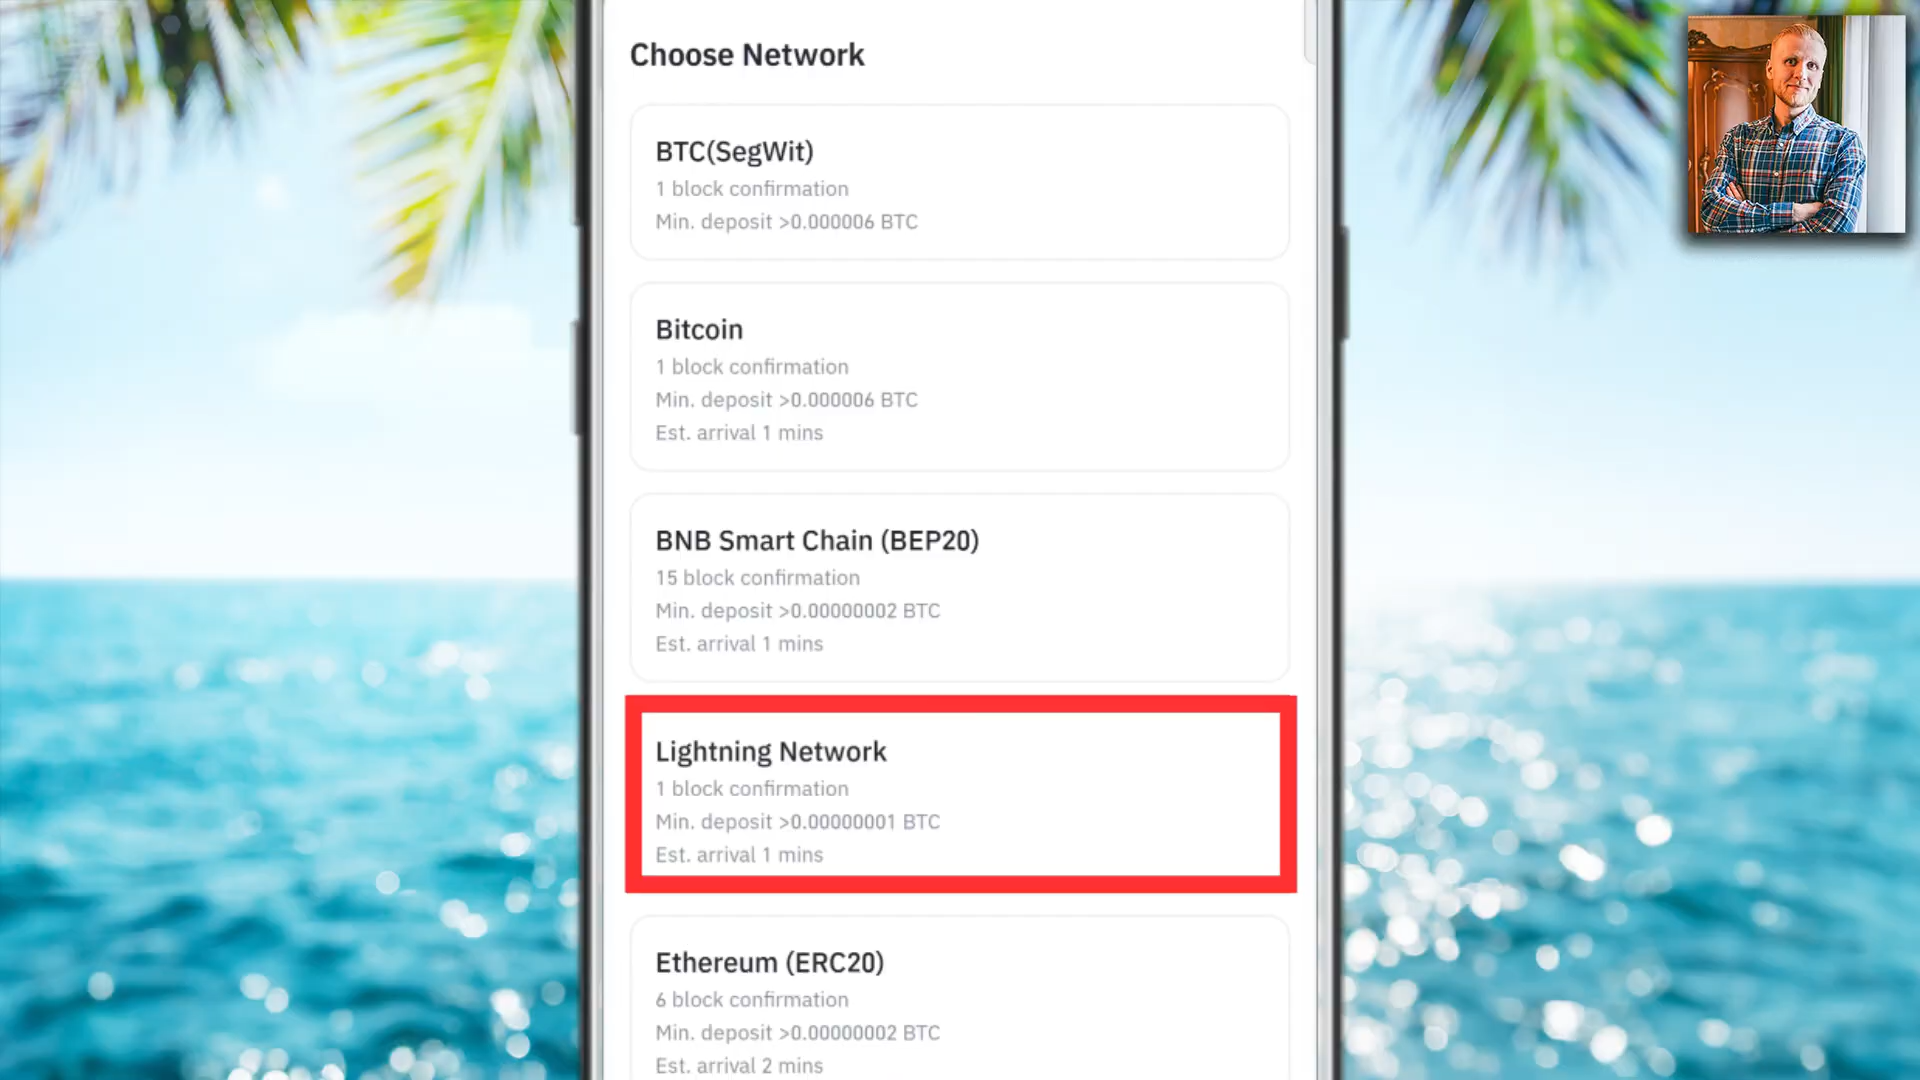 Choose Network
BTC(SegWit)
1 block confirmation
Min. deposit >0.000006 BTC
Bitcoin
1 block confirmation
Min. deposit >0.000006 BTC
Est. arrival 1 mins
BNB Smart Chain (BEP20)
15 block confirmation
Min. deposit >0.00000002 BTC
Est. arrival 1 mins
Lightning Network
1 block confirmation
Min. deposit >0.00000001 BTC
Est. arrival 1 mins
Ethereum (ERC20)
6 block confirmation
Min. deposit >0.00000002 BTC
Est. arrival 2 mins